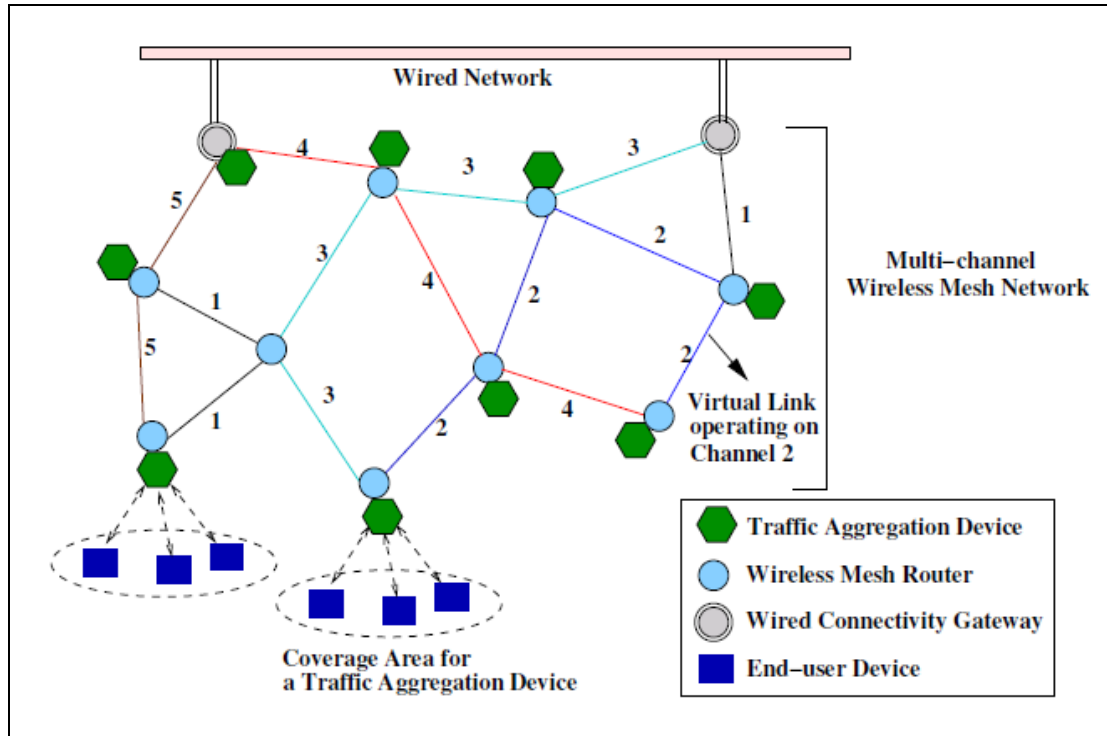 Wired Network
4
3
3
5
1
3
2
Multi−channel
Wireless Mesh Network
1
4
2
5
2
3
4
1
2
Virtual Link
operating on
Channel 2
Traffic Aggregation Device
Wireless Mesh Router
Wired Connectivity Gateway
End−user Device
Coverage Area for
a Traffic Aggregation Device